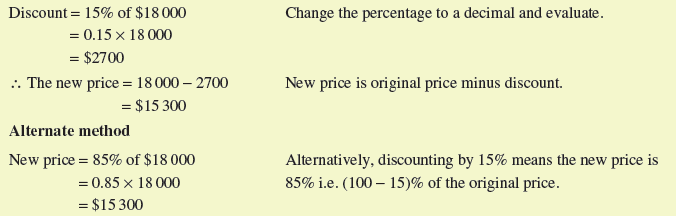 Discount = 15% of $18 000 Change the percentage to a decimal and evaluate.
= 0.15 × 18 000
= $2700
∴ The new price = 18 000 − 2700 New price is original price minus discount.
= $15 300
Alternate method
New price = 85% of $18 000 Alternatively, discounting by 15% means the new price is
= 0.85 × 18 000 85% i.e. (100 − 15)% of the original price.
= $15 300